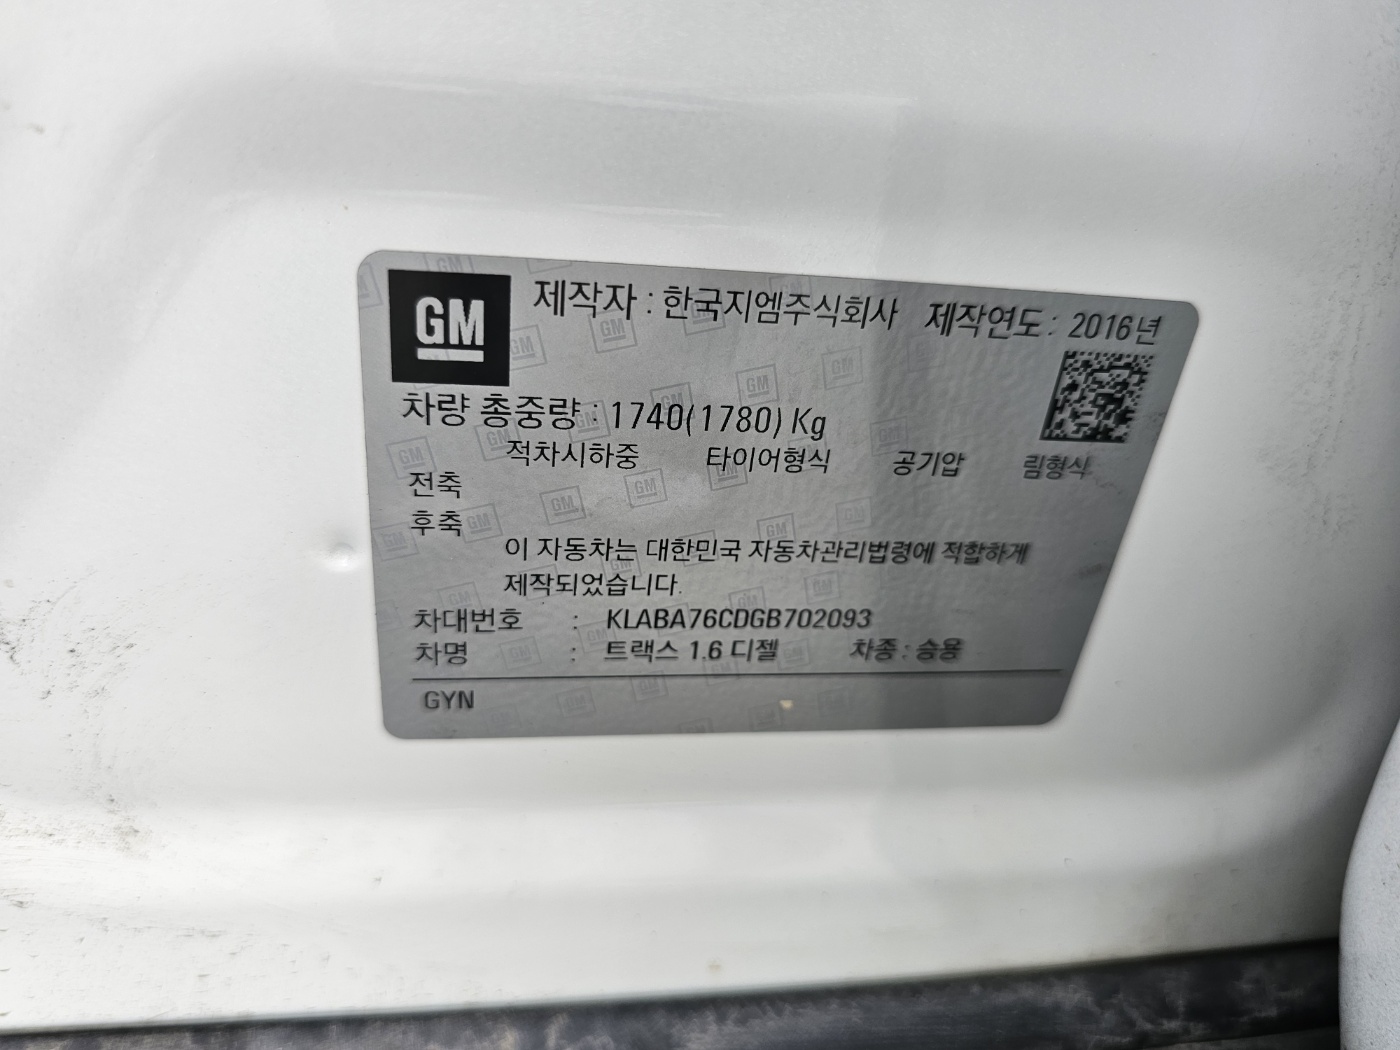 GM
제작자 : 한국지엠주식회사 제작연도 : 2016년
차량 총중량 : 1740(1780) Kg
적차시하중 타이어형식 공기압 림형식
전축
후축
이 자동차는 대한민국 자동차관리법령에 적합하게
제작되었습니다.
차대번호 : KLABA76CDGB702093
차명 : 트랙스 1.6 디젤 차종 : 승용
GYN